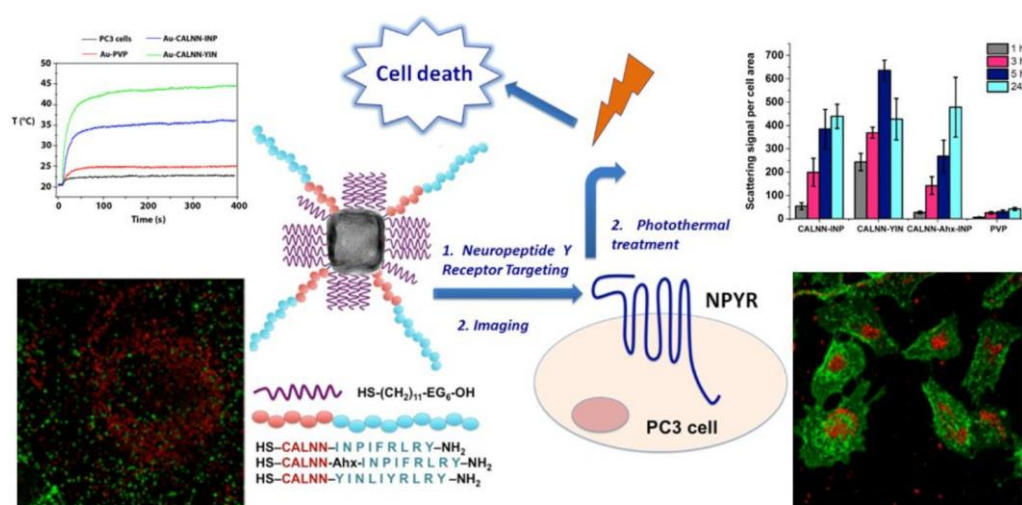 PC3 cells
Au-CALNN-INP
Au-PVP
Au-CALNN-YIN
50
45
40
T (°C) 35
30
25
20
0 100 200 300 400
Time (s)
Cell death
1. Neuropeptide Y
Receptor Targeting
2. Imaging
2. Photothermal
treatment
NPYR
PC3 cell
HS-(CH₂)₁₁-EG₆-OH
HS–CALNN–INPIFRLRY–NH₂
HS–CALNN-Ahx-INPIFRLRY–NH₂
HS–CALNN–YINLIYRLRY–NH₂
Scattering signal per cell area
700
600
500
400
300
200
100
0
1 h
3 h
5 h
24
CALNN-INP CALNN-YIN CALNN-Ahx-INP PVP